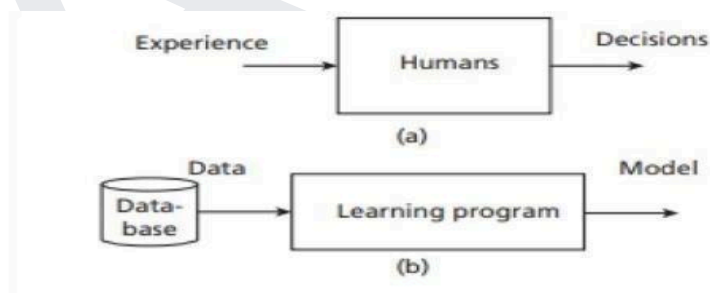 Experience
Humans
Decisions
(a)
Data
Model
Data-
base
Learning program
(b)